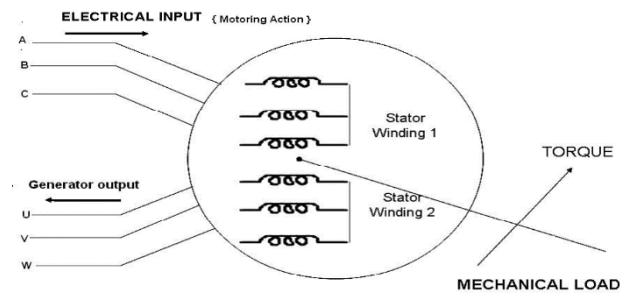 ELECTRICAL INPUT { Motoring Action }
A
B
C
Stator
Winding 1
TORQUE
Generator output
Stator
Winding 2
U
V
W
MECHANICAL LOAD